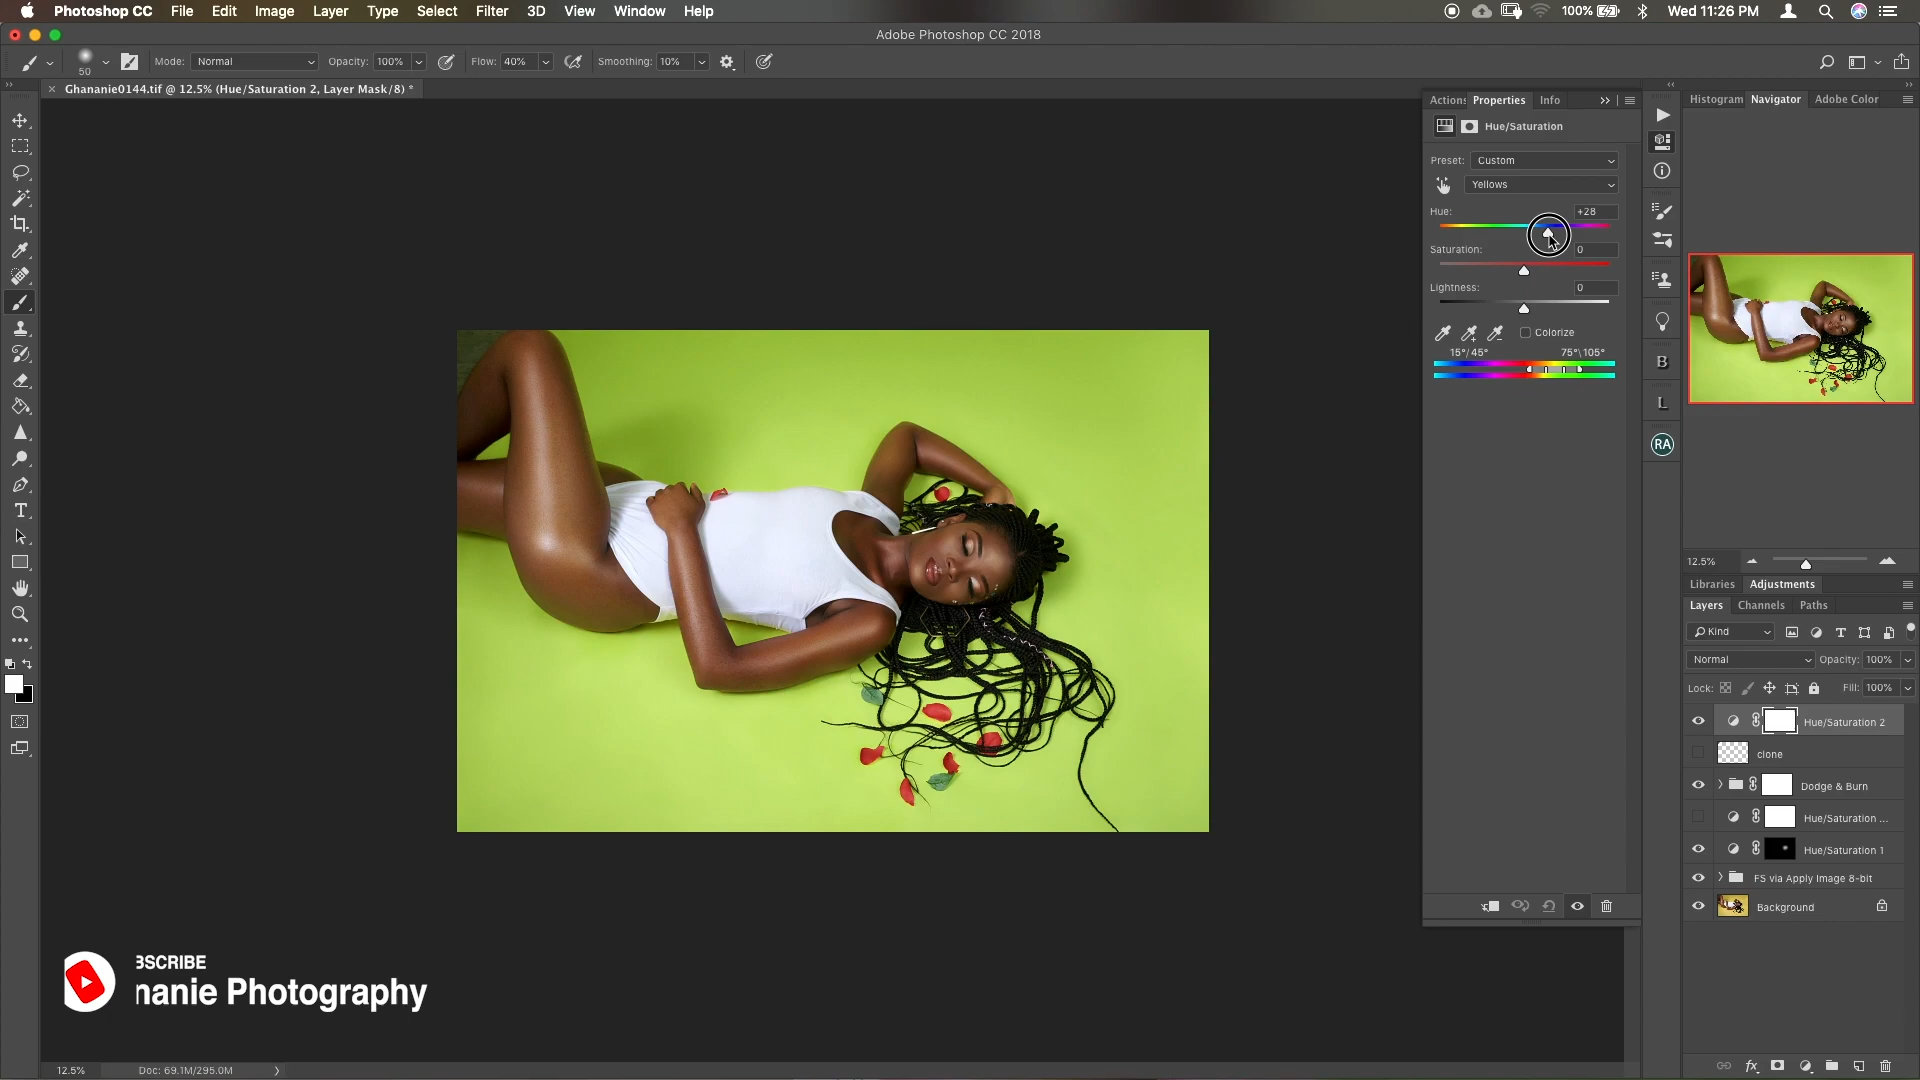 Photoshop CC File Edit Image Layer Type Select Filter 3D View Window Help 100% Wed 11:26 PM
Adobe Photoshop CC 2018
50 Mode: Normal Opacity: 100% Flow: 40% Smoothing: 10%
× Ghananie0144.tif @ 12.5% (Hue/Saturation 2, Layer Mask/8) *
Actions Properties Info
Hue/Saturation
Preset: Custom
Yellows
Hue: +28
Saturation: 0
Lightness: 0
Colorize
15°/45° 75°\105°
B
L
RA
Histogram Navigator Adobe Color
12.5%
Libraries Adjustments
Layers Channels Paths
Kind
Normal Opacity: 100%
Lock: Fill: 100%
Hue/Saturation 2
clone
Dodge & Burn
Hue/Saturation ...
Hue/Saturation 1
FS via Apply Image 8-bit
Background
BSCRIBE
nanie Photography
12.5% Doc: 69.1M/295.0M